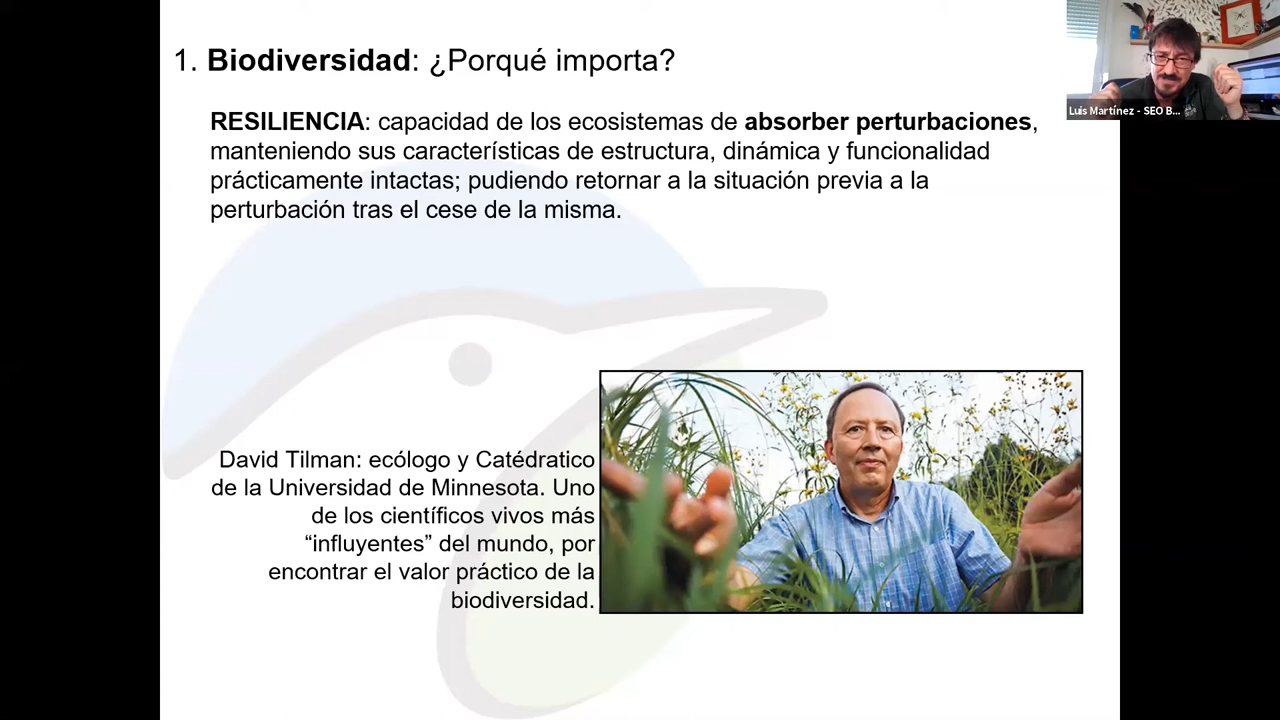 1. Biodiversidad: ¿Porqué importa?
RESILIENCIA: capacidad de los ecosistemas de absorber perturbaciones,
manteniendo sus características de estructura, dinámica y funcionalidad
prácticamente intactas; pudiendo retornar a la situación previa a la
perturbación tras el cese de la misma.
David Tilman: ecólogo y Catédratico
de la Universidad de Minnesota. Uno
de los científicos vivos más
“influyentes” del mundo, por
encontrar el valor práctico de la
biodiversidad.
Luis Martínez - SEO B...